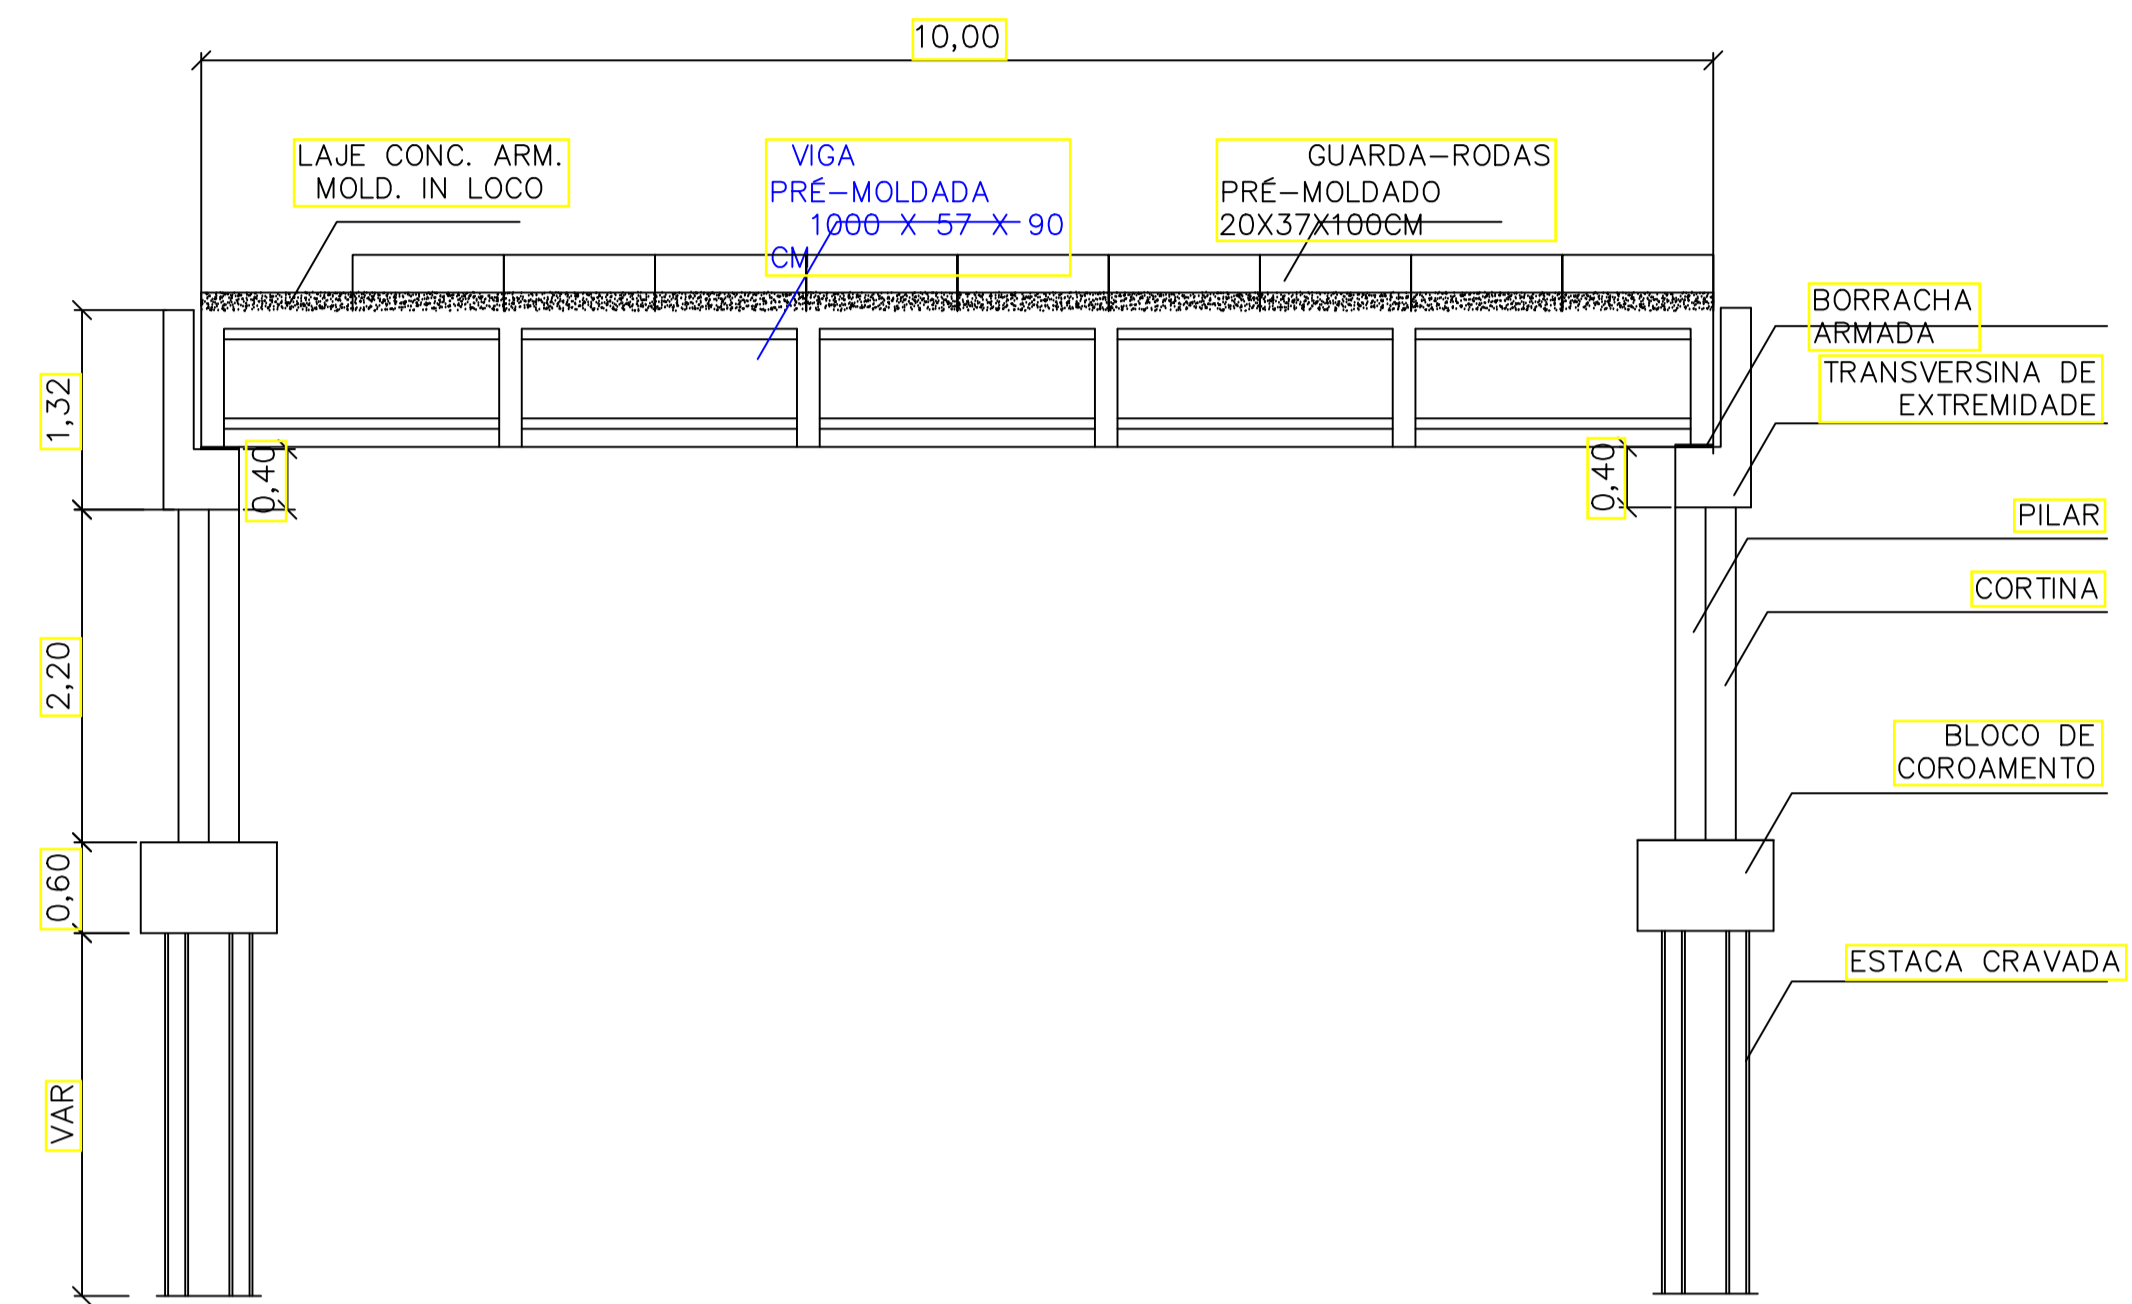 10,00
LAJE CONC. ARM.
MOLD. IN LOCO
VIGA
PRÉ-MOLDADA
1000 X 57 X 90
CM
GUARDA-RODAS
PRÉ-MOLDADO
20X37X100CM
BORRACHA
ARMADA
TRANSVERSINA DE
EXTREMIDADE
1,32
0,40
0,40
PILAR
CORTINA
2,20
BLOCO DE
COROAMENTO
0,60
ESTACA CRAVADA
VAR